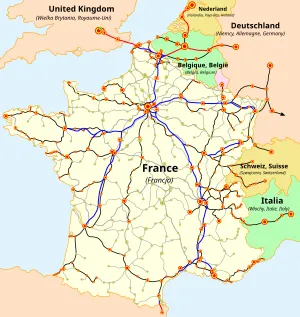 United Kingdom
(Wielka Brytania, Royaume-Uni)
Nederland
(Holandia, Pays-Bas, Holland)
Deutschland
(Niemcy, Allemagne, Germany)
Belgique, België
(Belgia, Belgium)
France
(Francja)
Schweiz, Suisse
(Szwajcaria, Switzerland)
Italia
(Włochy, Italie, Italy)